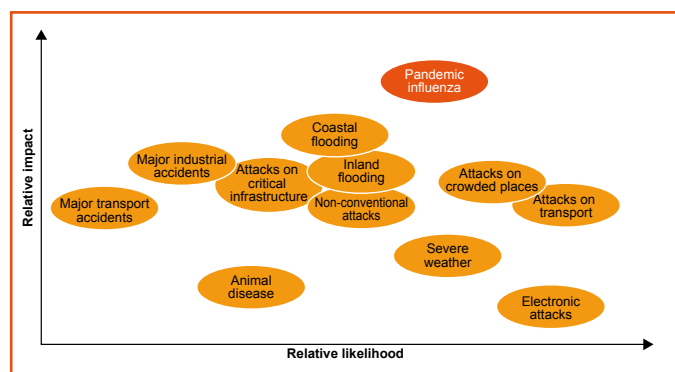 Relative impact
Pandemic
influenza
Coastal
flooding
Major industrial
accidents
Attacks on
critical
infrastructure
Inland
flooding
Attacks on
crowded places
Major transport
accidents
Non-conventional
attacks
Attacks on
transport
Severe
weather
Animal
disease
Electronic
attacks
Relative likelihood